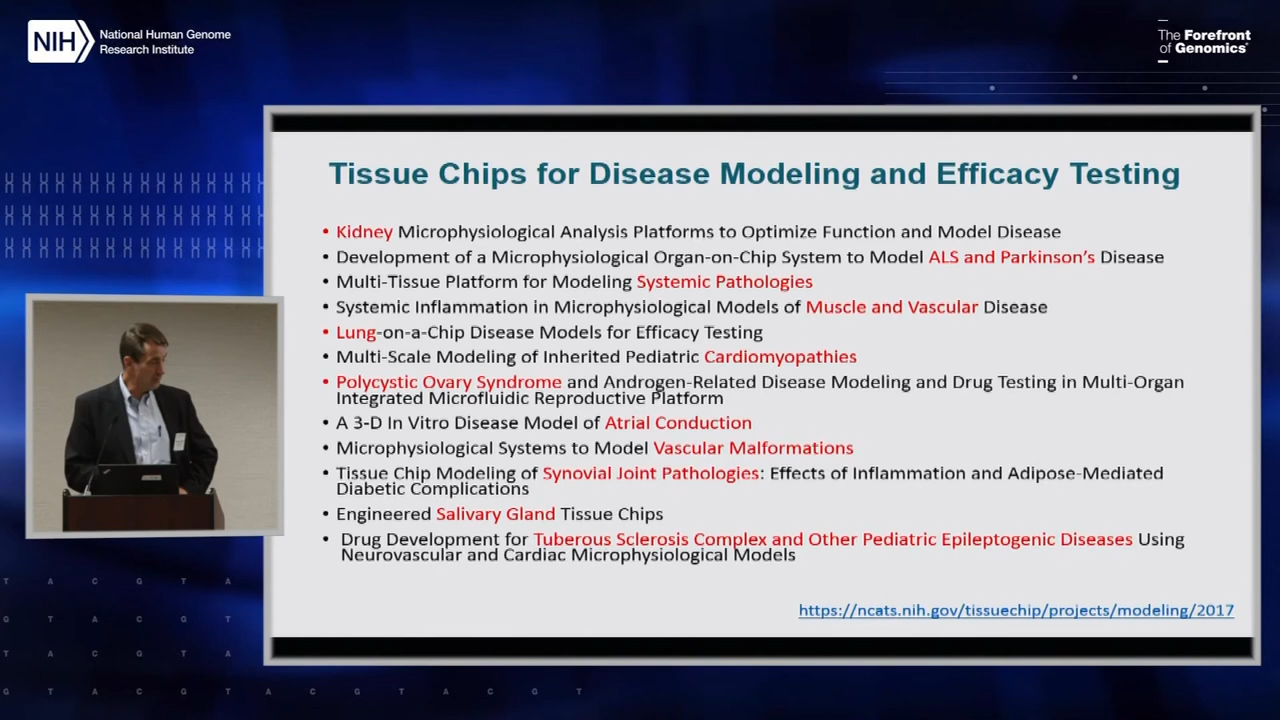 NIH
National Human Genome
Research Institute
The Forefront
of Genomics®
Tissue Chips for Disease Modeling and Efficacy Testing
• Kidney Microphysiological Analysis Platforms to Optimize Function and Model Disease
• Development of a Microphysiological Organ-on-Chip System to Model ALS and Parkinson's Disease
• Multi-Tissue Platform for Modeling Systemic Pathologies
• Systemic Inflammation in Microphysiological Models of Muscle and Vascular Disease
• Lung-on-a-Chip Disease Models for Efficacy Testing
• Multi-Scale Modeling of Inherited Pediatric Cardiomyopathies
• Polycystic Ovary Syndrome and Androgen-Related Disease Modeling and Drug Testing in Multi-Organ
Integrated Microfluidic Reproductive Platform
• A 3-D In Vitro Disease Model of Atrial Conduction
• Microphysiological Systems to Model Vascular Malformations
• Tissue Chip Modeling of Synovial Joint Pathologies: Effects of Inflammation and Adipose-Mediated
Diabetic Complications
• Engineered Salivary Gland Tissue Chips
• Drug Development for Tuberous Sclerosis Complex and Other Pediatric Epileptogenic Diseases Using
Neurovascular and Cardiac Microphysiological Models
https://ncats.nih.gov/tissuechip/projects/modeling/2017
T A C G T A
G T A C G T
T A C G T A
G T A C G T A C G T A C G T